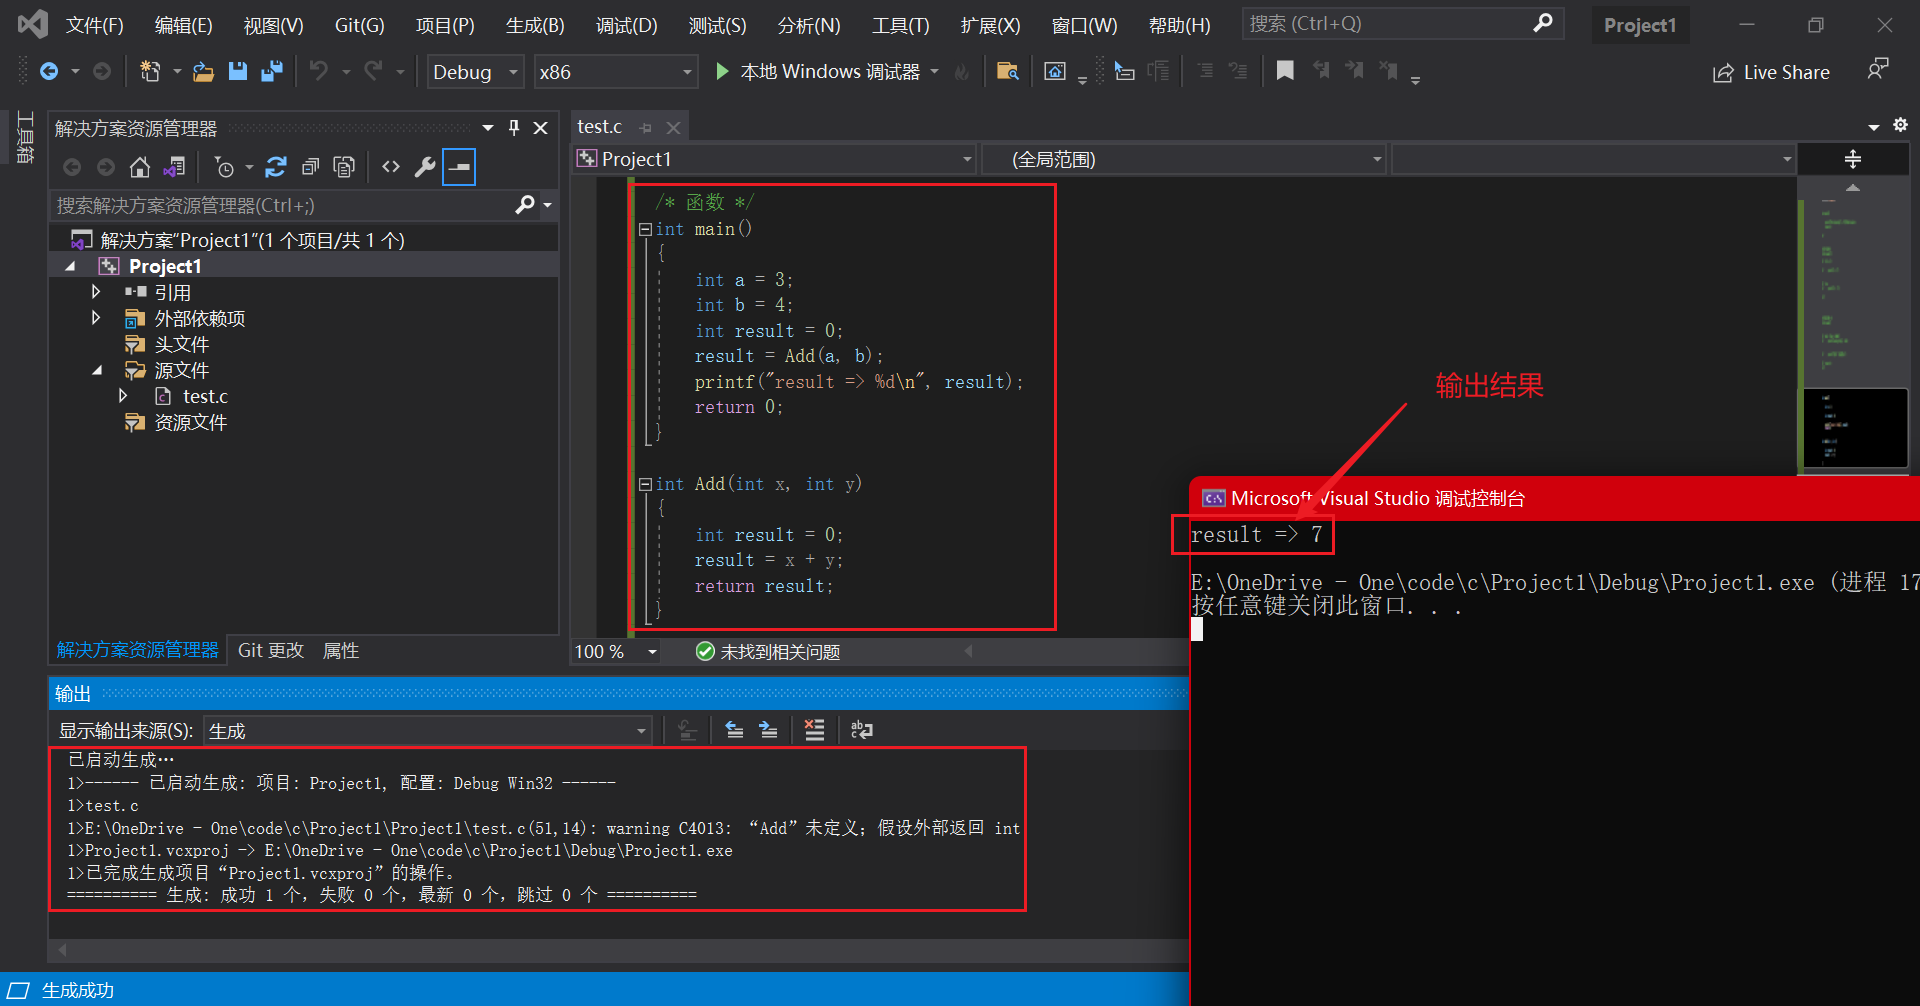 文件(F) 编辑(E) 视图(V) Git(G) 项目(P) 生成(B) 调试(D) 测试(S) 分析(N) 工具(T) 扩展(X) 窗口(W) 帮助(H) 搜索 (Ctrl+Q) Project1
Debug x86 本地 Windows 调试器 Live Share
工具箱
解决方案资源管理器
搜索解决方案资源管理器(Ctrl+;)
解决方案"Project1"(1 个项目/共 1 个)
Project1
引用
外部依赖项
头文件
源文件
test.c
资源文件
解决方案资源管理器 Git 更改 属性
test.c
Project1 (全局范围)
/* 函数 */
int main()
{
int a = 3;
int b = 4;
int result = 0;
result = Add(a, b);
printf("result => %d\n", result);
return 0;
}
int Add(int x, int y)
{
int result = 0;
result = x + y;
return result;
}
100 % 未找到相关问题
输出结果
Microsoft Visual Studio 调试控制台
result => 7
E:\OneDrive - One\code\c\Project1\Debug\Project1.exe (进程 17
按任意键关闭此窗口. . .
输出
显示输出来源(S): 生成
已启动生成…
1>------ 已启动生成: 项目: Project1, 配置: Debug Win32 ------
1>test.c
1>E:\OneDrive - One\code\c\Project1\Project1\test.c(51,14): warning C4013: “Add”未定义；假设外部返回 int
1>Project1.vcxproj -> E:\OneDrive - One\code\c\Project1\Debug\Project1.exe
1>已完成生成项目“Project1.vcxproj”的操作。
========== 生成: 成功 1 个，失败 0 个，最新 0 个，跳过 0 个 ==========
生成成功